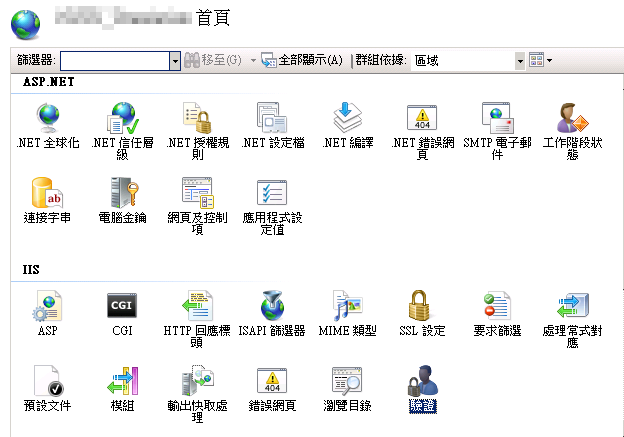 首頁
篩選器: 移至(G) 全部顯示(A) 群組依據: 區域
ASP.NET
.NET 全球化 .NET 信任層級 .NET 授權規則 .NET 設定檔 .NET 編譯 .NET 錯誤網頁 SMTP 電子郵件 工作階段狀態
連接字串 電腦金鑰 網頁及控制項 應用程式設定值
IIS
ASP CGI HTTP 回應標頭 ISAPI 篩選器 MIME 類型 SSL 設定 要求篩選 處理常式對應
預設文件 模組 輸出快取處理 錯誤網頁 瀏覽目錄 驗證